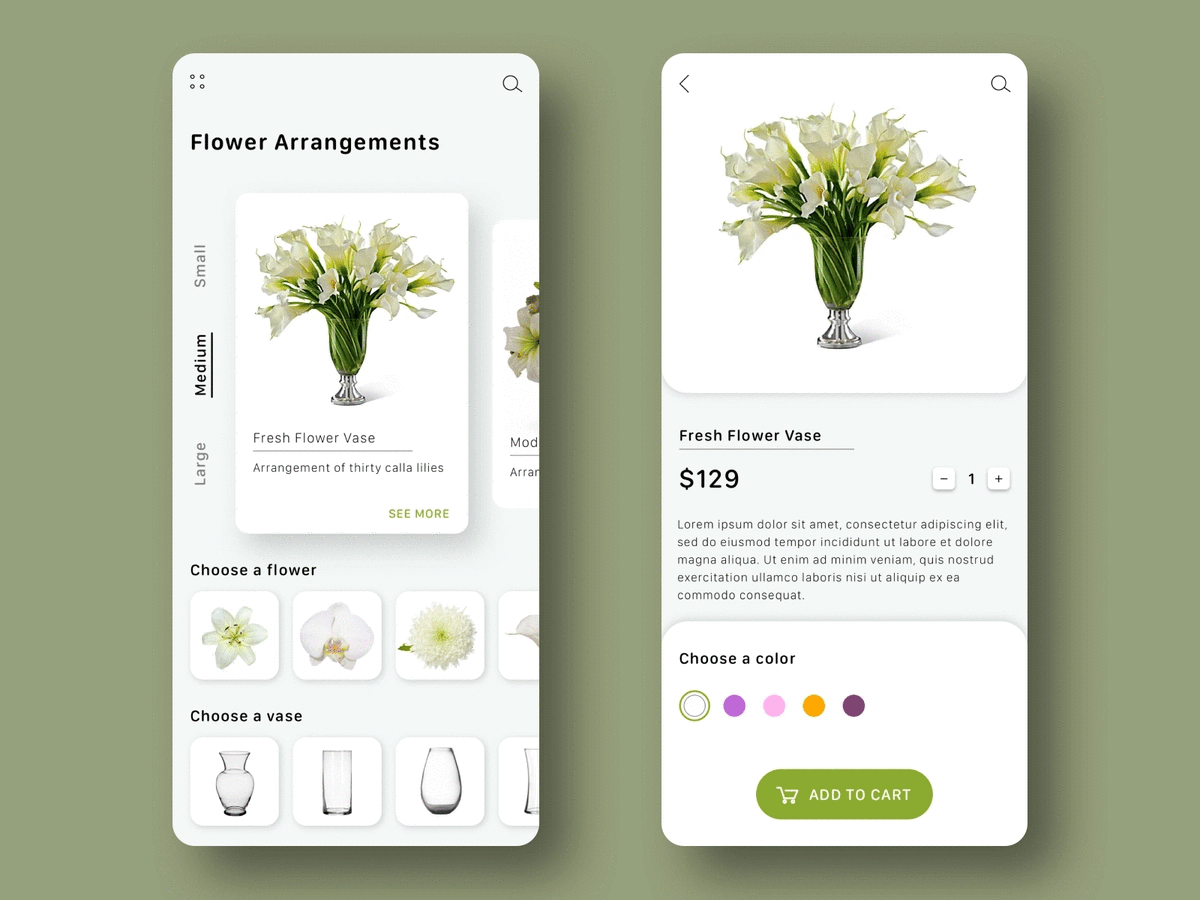 Flower Arrangements
Small
Medium
Large
Fresh Flower Vase
Arrangement of thirty calla lilies
SEE MORE
Mod
Arran
Choose a flower
Choose a vase
Fresh Flower Vase
$129
− 1 +
Lorem ipsum dolor sit amet, consectetur adipiscing elit,
sed do eiusmod tempor incididunt ut labore et dolore
magna aliqua. Ut enim ad minim veniam, quis nostrud
exercitation ullamco laboris nisi ut aliquip ex ea
commodo consequat.
Choose a color
ADD TO CART